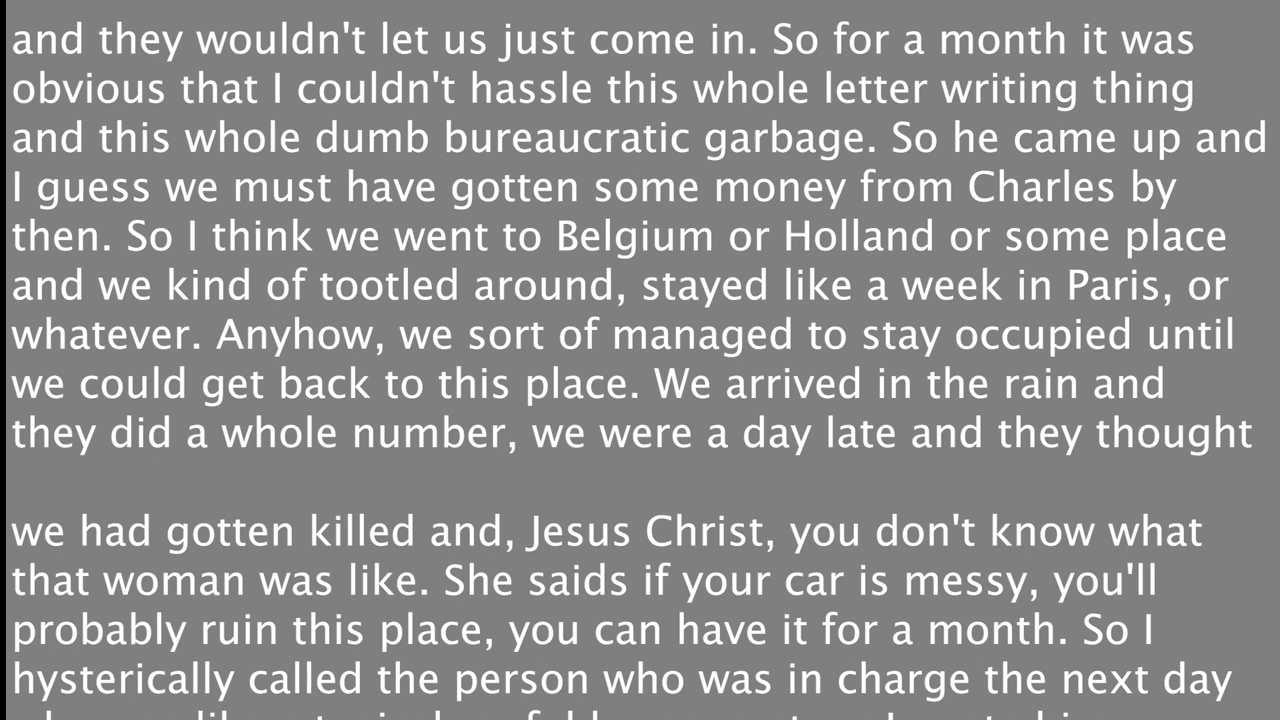 and they wouldn't let us just come in. So for a month it was
obvious that I couldn't hassle this whole letter writing thing
and this whole dumb bureaucratic garbage. So he came up and
I guess we must have gotten some money from Charles by
then. So I think we went to Belgium or Holland or some place
and we kind of tootled around, stayed like a week in Paris, or
whatever. Anyhow, we sort of managed to stay occupied until
we could get back to this place. We arrived in the rain and
they did a whole number, we were a day late and they thought
we had gotten killed and, Jesus Christ, you don't know what
that woman was like. She saids if your car is messy, you'll
probably ruin this place, you can have it for a month. So I
hysterically called the person who was in charge the next day